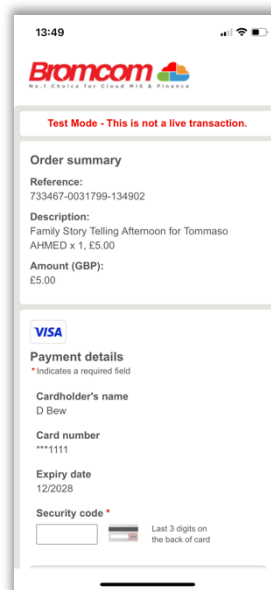 13:49
Bromcom
No.1 Choice for Cloud MIS & Finance
Test Mode - This is not a live transaction.
Order summary
Reference:
733467-0031799-134902
Description:
Family Story Telling Afternoon for Tommaso
AHMED x 1, £5.00
Amount (GBP):
£5.00
VISA
Payment details
* Indicates a required field
Cardholder's name
D Bew
Card number
***1111
Expiry date
12/2028
Security code *
Last 3 digits on
the back of card